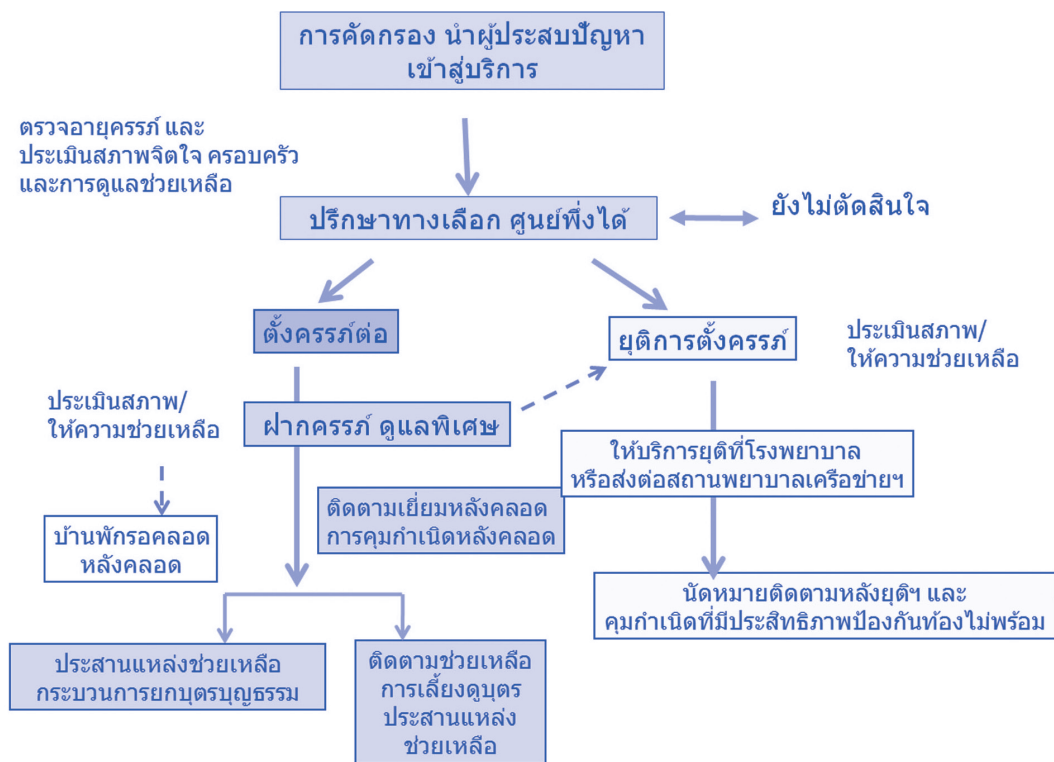 การคัดกรอง นำผู้ประสบปัญหา
เข้าสู่บริการ
ตรวจอายุครรภ์ และ
ประเมินสภาพจิตใจ ครอบครัว
และการดูแลช่วยเหลือ
ปรึกษาทางเลือก ศูนย์พึ่งได้
ยังไม่ตัดสินใจ
ตั้งครรภ์ต่อ
ยุติการตั้งครรภ์
ประเมินสภาพ/
ให้ความช่วยเหลือ
ประเมินสภาพ/
ให้ความช่วยเหลือ
ฝากครรภ์ ดูแลพิเศษ
ให้บริการยุติที่โรงพยาบาล
หรือส่งต่อสถานพยาบาลเครือข่ายฯ
ติดตามเยี่ยมหลังคลอด
การคุมกำเนิดหลังคลอด
บ้านพักรอคลอด
หลังคลอด
นัดหมายติดตามหลังยุติฯ และ
คุมกำเนิดที่มีประสิทธิภาพป้องกันท้องไม่พร้อม
ประสานแหล่งช่วยเหลือ
กระบวนการยกบุตรบุญธรรม
ติดตามช่วยเหลือ
การเลี้ยงดูบุตร
ประสานแหล่ง
ช่วยเหลือ